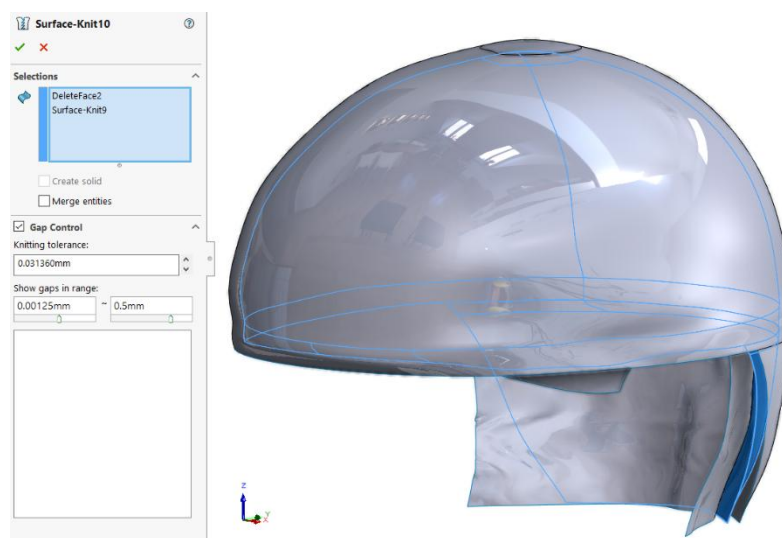 Surface-Knit10
Selections
DeleteFace2
Surface-Knit9
Create solid
Merge entities
Gap Control
Knitting tolerance:
0.031360mm
Show gaps in range:
0.00125mm ~ 0.5mm
z
Y
X